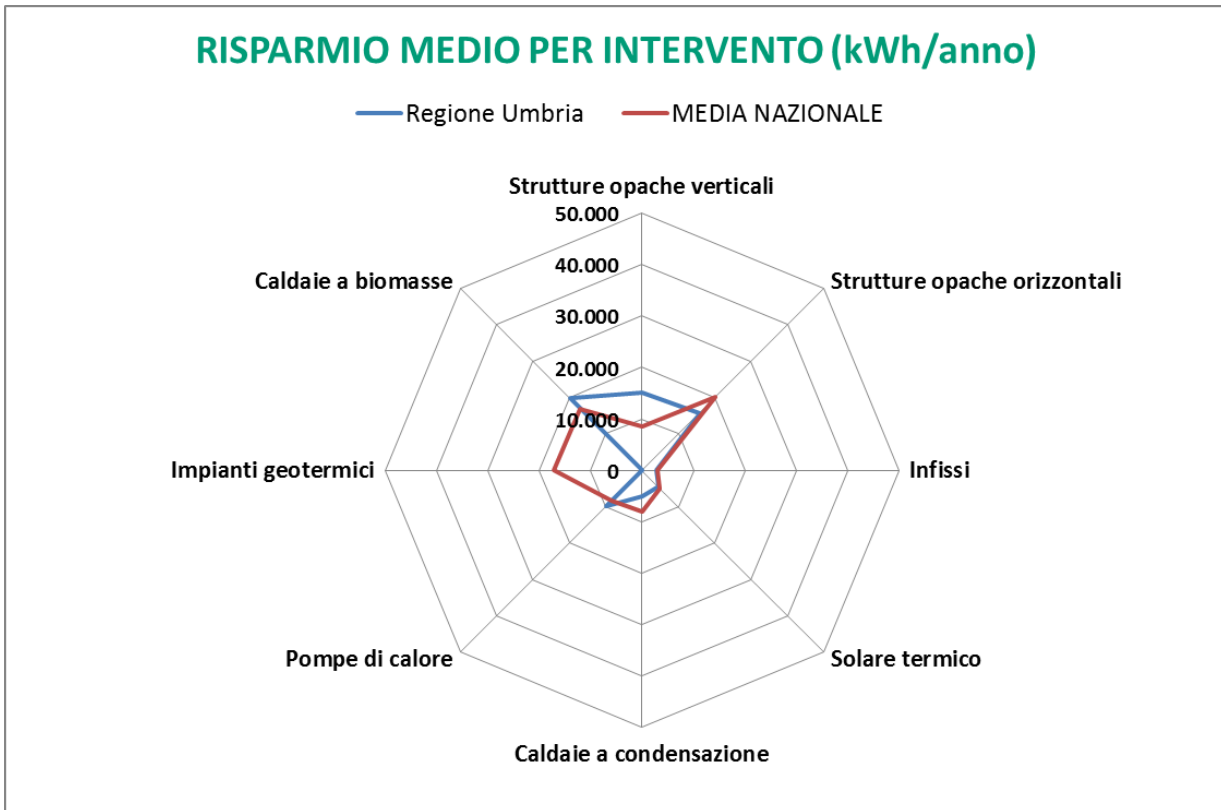 RISPARMIO MEDIO PER INTERVENTO (kWh/anno)
Regione Umbria MEDIA NAZIONALE
Strutture opache verticali
50.000
40.000
30.000
20.000
10.000
0
Strutture opache orizzontali
Infissi
Solare termico
Caldaie a condensazione
Pompe di calore
Impianti geotermici
Caldaie a biomasse